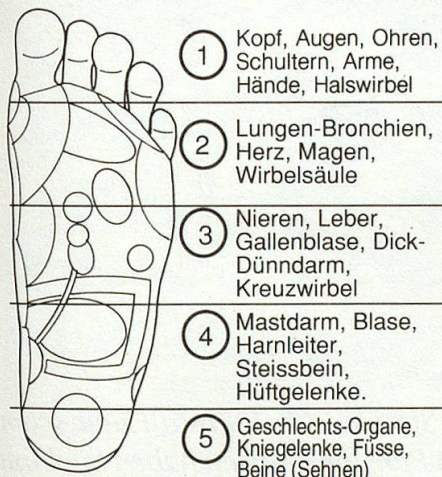 1
Kopf, Augen, Ohren,
Schultern, Arme,
Hände, Halswirbel
2
Lungen-Bronchien,
Herz, Magen,
Wirbelsäule
3
Nieren, Leber,
Gallenblase, Dick-
Dünndarm,
Kreuzwirbel
4
Mastdarm, Blase,
Harnleiter,
Steissbein,
Hüftgelenke.
5
Geschlechts-Organe,
Kniegelenke, Füsse,
Beine (Sehnen)